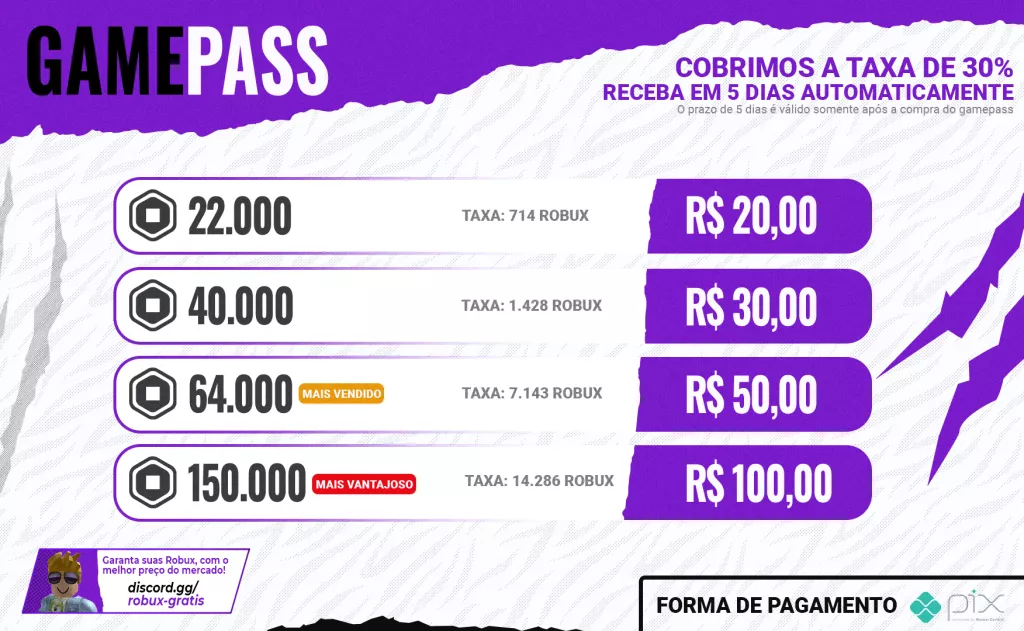 GAMEPASS
COBRIMOS A TAXA DE 30%
RECEBA EM 5 DIAS AUTOMATICAMENTE
O prazo de 5 dias é válido somente após a compra do gamepass
22.000 TAXA: 714 ROBUX R$ 20,00
40.000 TAXA: 1.428 ROBUX R$ 30,00
64.000 MAIS VENDIDO TAXA: 7.143 ROBUX R$ 50,00
150.000 MAIS VANTAJOSO TAXA: 14.286 ROBUX R$ 100,00
Garanta suas Robux, com o
melhor preço do mercado!
discord.gg/
robux-gratis
FORMA DE PAGAMENTO pix
Banco Central